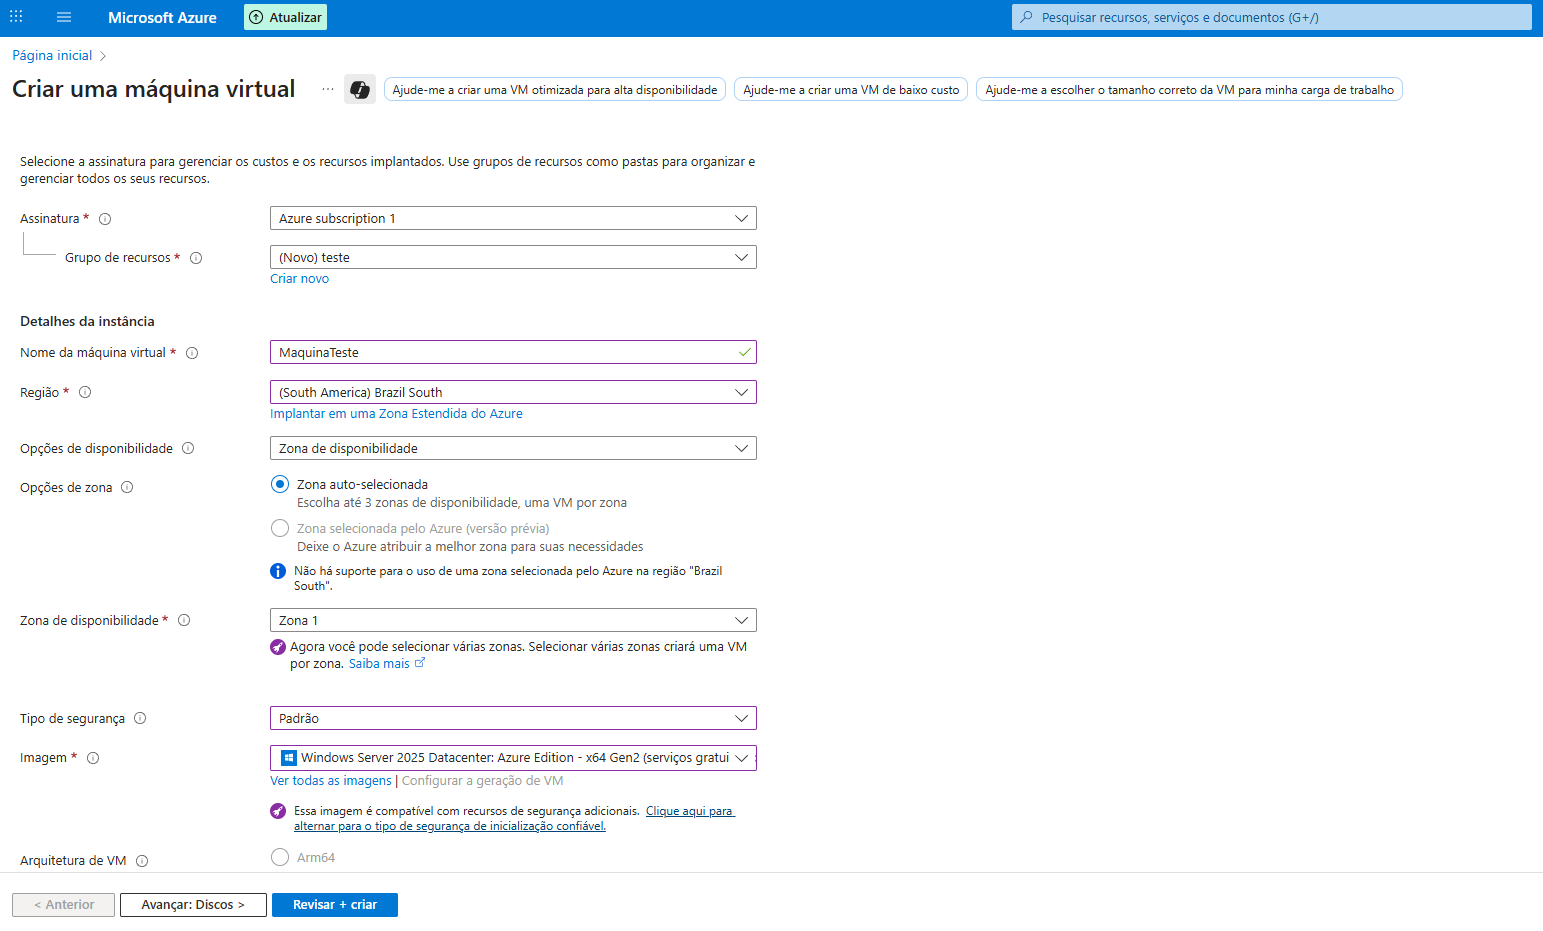 Microsoft Azure
Atualizar
Pesquisar recursos, serviços e documentos (G+/)
Página inicial
Criar uma máquina virtual
Ajude-me a criar uma VM otimizada para alta disponibilidade
Ajude-me a criar uma VM de baixo custo
Ajude-me a escolher o tamanho correto da VM para minha carga de trabalho
Selecione a assinatura para gerenciar os custos e os recursos implantados. Use grupos de recursos como pastas para organizar e
gerenciar todos os seus recursos.
Assinatura *
Azure subscription 1
Grupo de recursos *
(Novo) teste
Criar novo
Detalhes da instância
Nome da máquina virtual *
MaquinaTeste
Região *
(South America) Brazil South
Implantar em uma Zona Estendida do Azure
Opções de disponibilidade
Zona de disponibilidade
Opções de zona
Zona auto-selecionada
Escolha até 3 zonas de disponibilidade, uma VM por zona
Zona selecionada pelo Azure (versão prévia)
Deixe o Azure atribuir a melhor zona para suas necessidades
Não há suporte para o uso de uma zona selecionada pelo Azure na região "Brazil
South".
Zona de disponibilidade *
Zona 1
Agora você pode selecionar várias zonas. Selecionar várias zonas criará uma VM
por zona. Saiba mais
Tipo de segurança
Padrão
Imagem *
Windows Server 2025 Datacenter: Azure Edition - x64 Gen2 (serviços gratui
Ver todas as imagens | Configurar a geração de VM
Essa imagem é compatível com recursos de segurança adicionais. Clique aqui para
alternar para o tipo de segurança de inicialização confiável.
Arquitetura de VM
Arm64
< Anterior
Avançar: Discos >
Revisar + criar